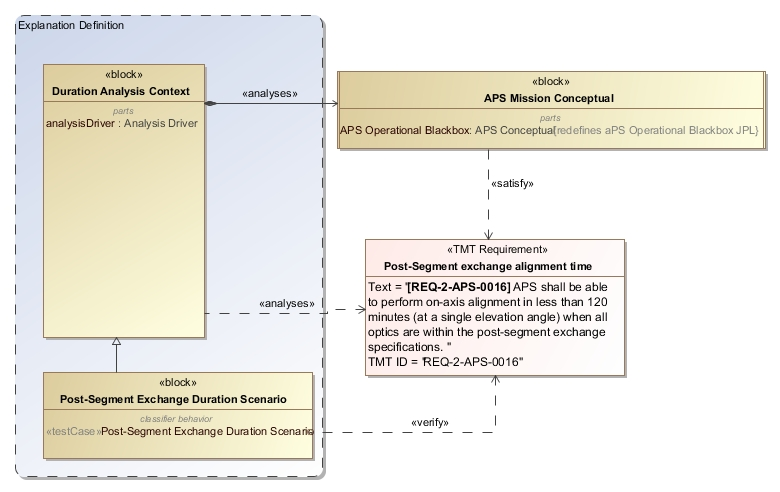 Explanation Definition
«block»
Duration Analysis Context
parts
analysisDriver : Analysis Driver
«analyses»
«block»
APS Mission Conceptual
parts
APS Operational Blackbox: APS Conceptual{redefines aPS Operational Blackbox JPL}
«satisfy»
«TMT Requirement»
Post-Segment exchange alignment time
Text = "[REQ-2-APS-0016] APS shall be able
to perform on-axis alignment in less than 120
minutes (at a single elevation angle) when all
optics are within the post-segment exchange
specifications. "
TMT ID = "REQ-2-APS-0016"
«analyses»
«block»
Post-Segment Exchange Duration Scenario
classifier behavior
«testCase»Post-Segment Exchange Duration Scenario
«verify»